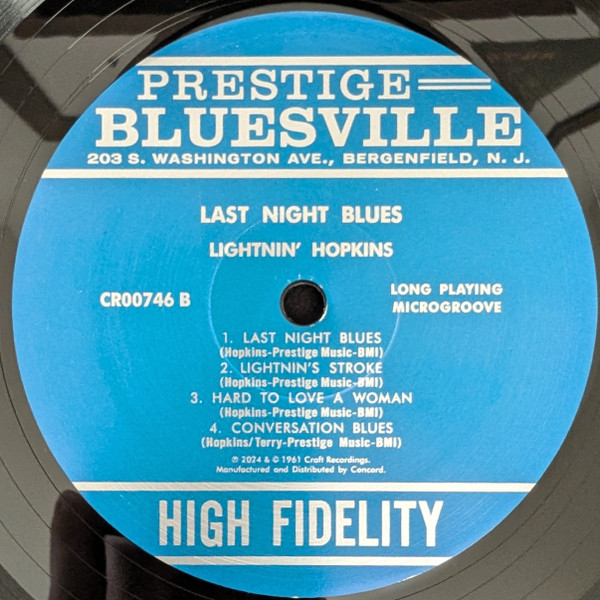 PRESTIGE
BLUESVILLE
203 S. WASHINGTON AVE., BERGENFIELD, N. J.
LAST NIGHT BLUES
LIGHTNIN' HOPKINS
CR00746 B
LONG PLAYING
MICROGROOVE
1. LAST NIGHT BLUES
(Hopkins-Prestige Music-BMI)
2. LIGHTNIN'S STROKE
(Hopkins-Prestige Music-BMI)
3. HARD TO LOVE A WOMAN
(Hopkins-Prestige Music-BMI)
4. CONVERSATION BLUES
(Hopkins/Terry-Prestige Music-BMI)
℗ 2024 & © 1961 Craft Recordings.
Manufactured and Distributed by Concord.
HIGH FIDELITY